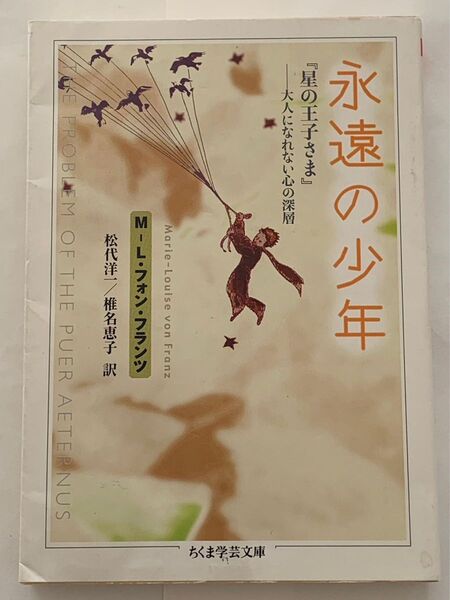 永遠の少年
『星の王子さま』
――大人になれない心の深層
Marie-Louise von Franz
M-L・フォン・フランツ
松代洋一／椎名恵子 訳
THE PROBLEM OF THE PUER AETERNUS
ちくま学芸文庫